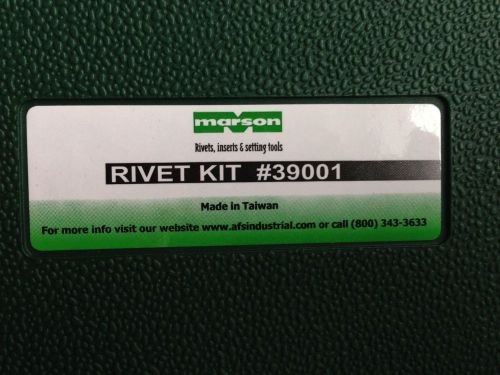 marson
Rivets, inserts & setting tools
RIVET KIT #39001
Made in Taiwan
For more info visit our website www.afsindustrial.com or call (800) 343-3633